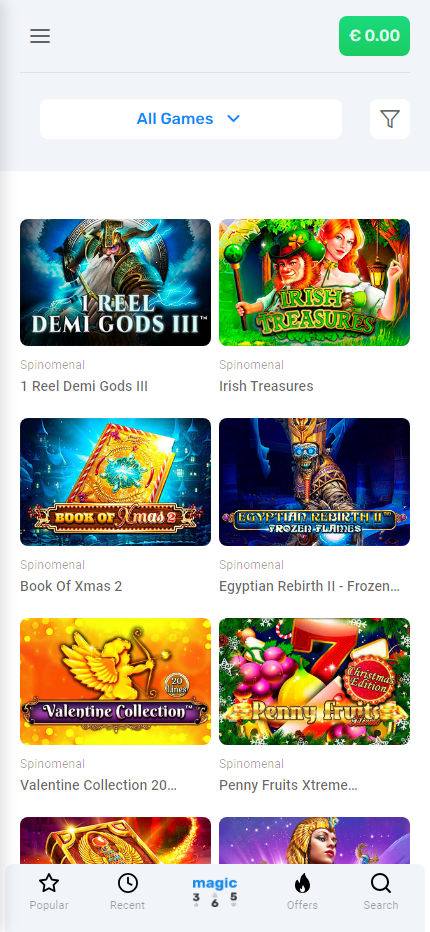 € 0.00
All Games
1 REEL
DEMI GODS III™
IRISH
TREASURES
Spinomenal
1 Reel Demi Gods III
Spinomenal
Irish Treasures
BOOK OF Xmas 2
EGYPTIAN REBIRTH II™
FROZEN FLAMES
Spinomenal
Book Of Xmas 2
Spinomenal
Egyptian Rebirth II - Frozen...
20
Lines
Valentine Collection™
7
Christmas
Edition
Penny Fruits
Spinomenal
Valentine Collection 20...
Spinomenal
Penny Fruits Xtreme...
Popular
Recent
magic
3 6 5
Offers
Search